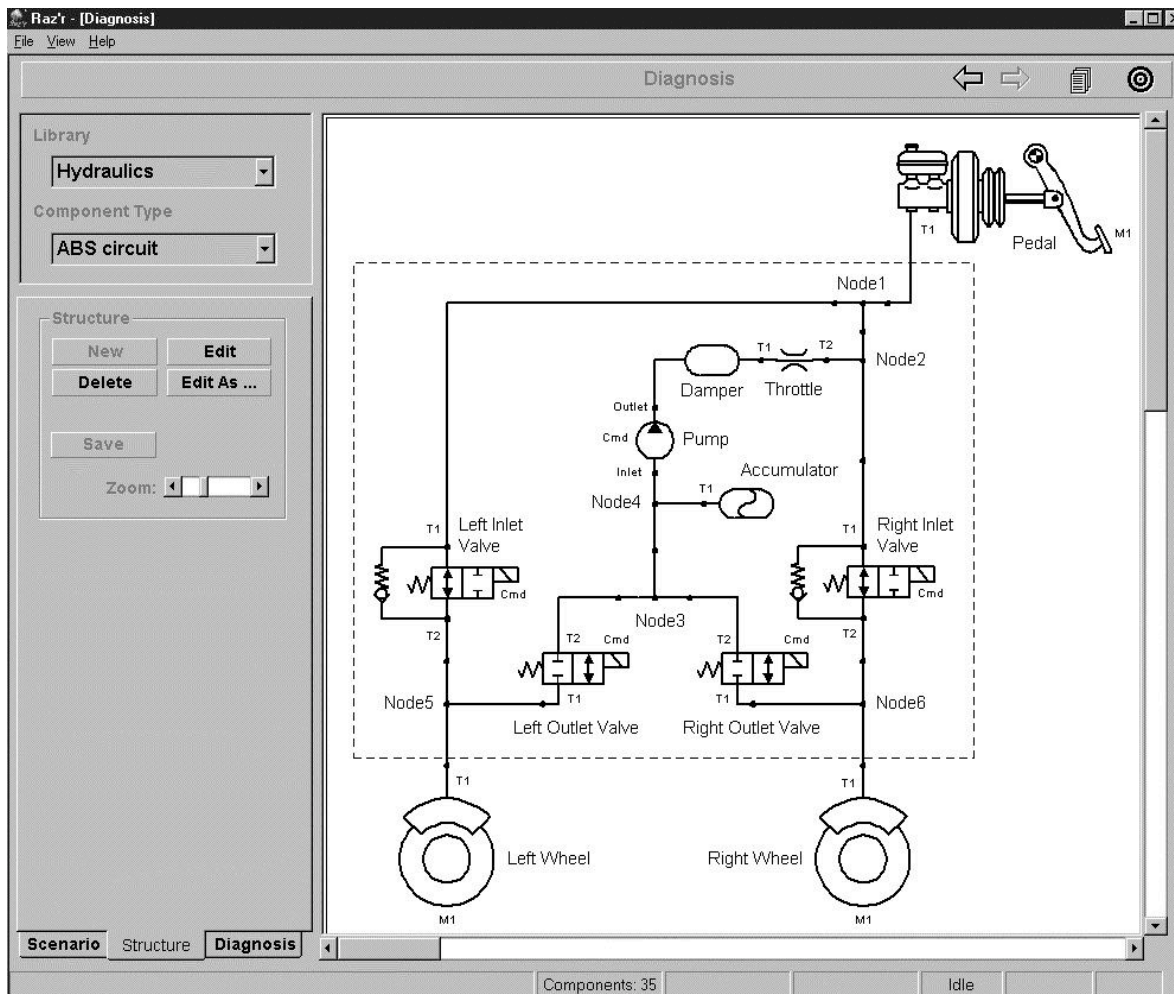 Raz'r - [Diagnosis]
File View Help
Diagnosis
Library
Hydraulics
Component Type
ABS circuit
Structure
New Edit
Delete Edit As ...
Save
Zoom:
T1
Pedal
M1
Node1
T1 T2
Node2
Damper Throttle
Outlet
Cmd Pump
Inlet
Accumulator
T1
Node4
T1 Left Inlet
Valve
T1 Right Inlet
Valve
Cmd
Cmd
T2
T2
Node3
T2 Cmd
T2 Cmd
T1
T1
Node5
Node6
Left Outlet Valve
Right Outlet Valve
T1
T1
Left Wheel
Right Wheel
M1
M1
Scenario Structure Diagnosis
Components: 35 Idle